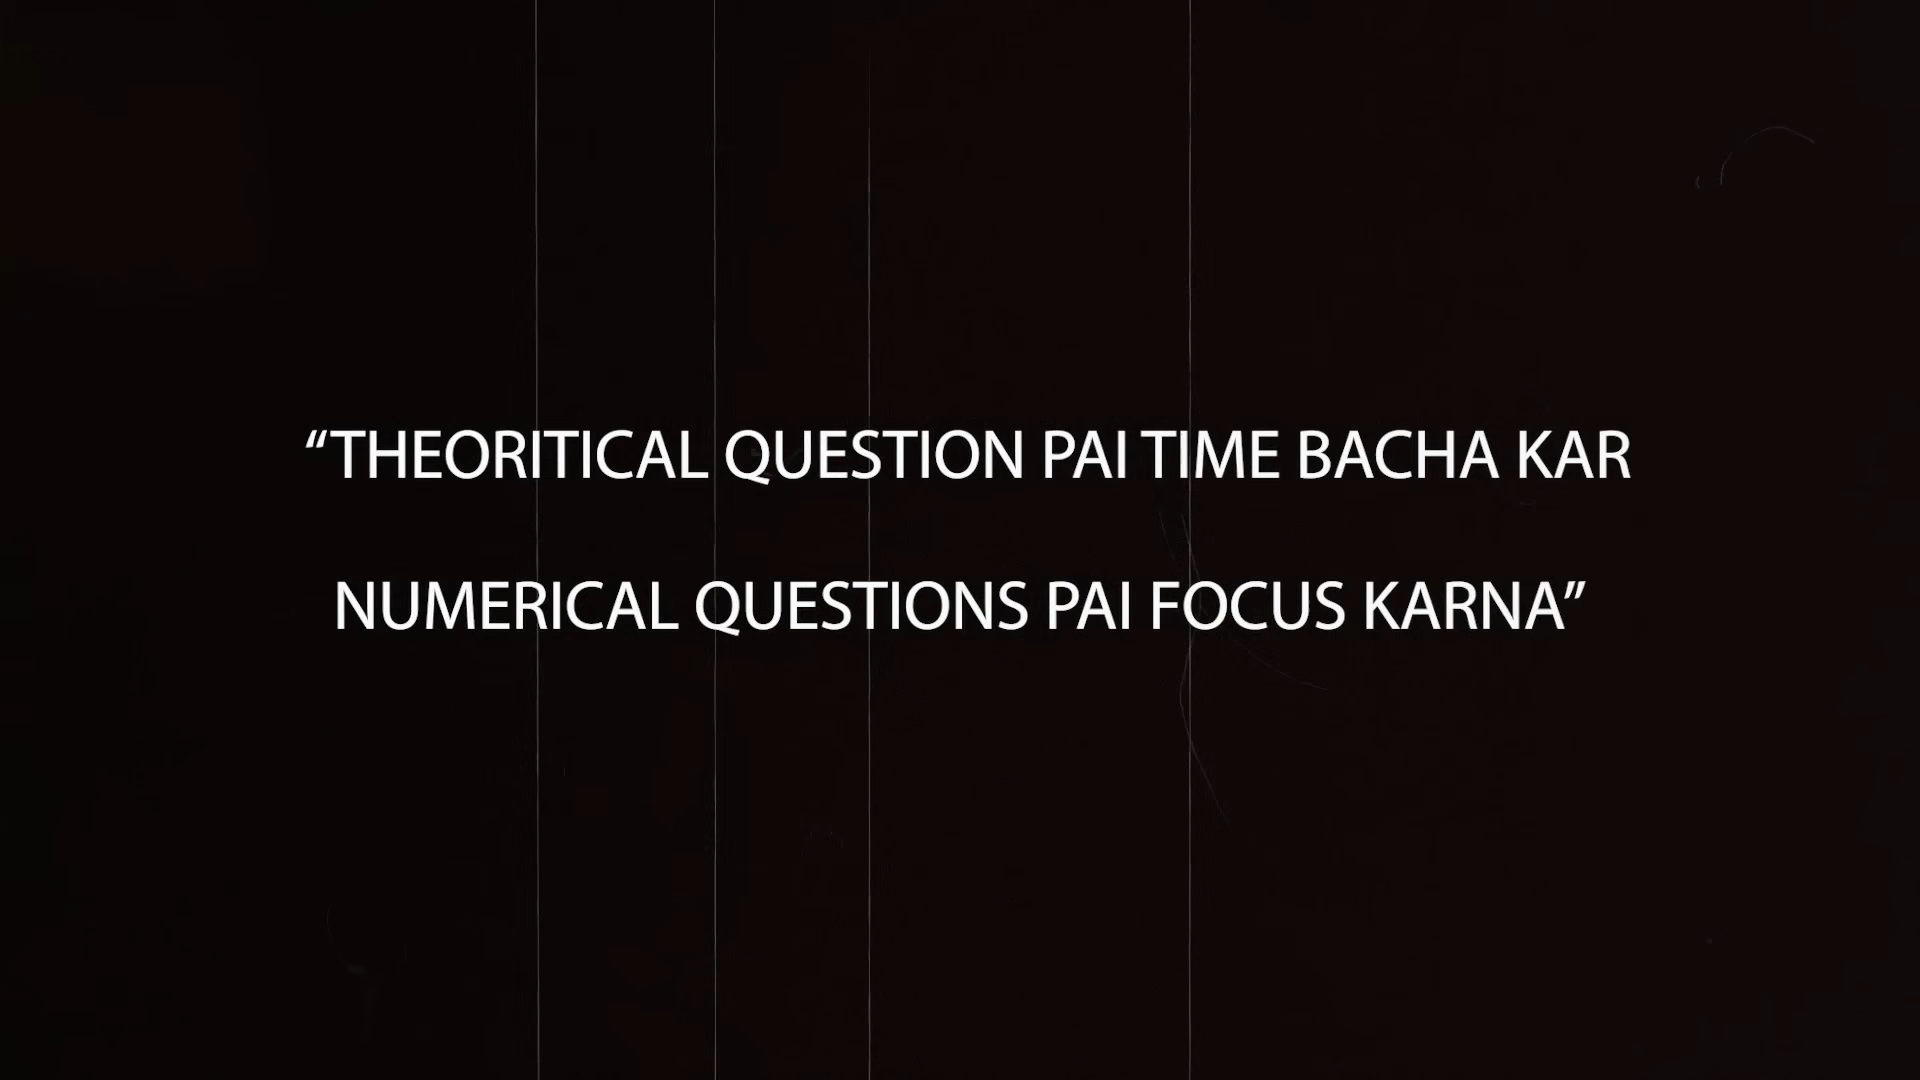 “THEORITICAL QUESTION PAI TIME BACHA KAR
NUMERICAL QUESTIONS PAI FOCUS KARNA”